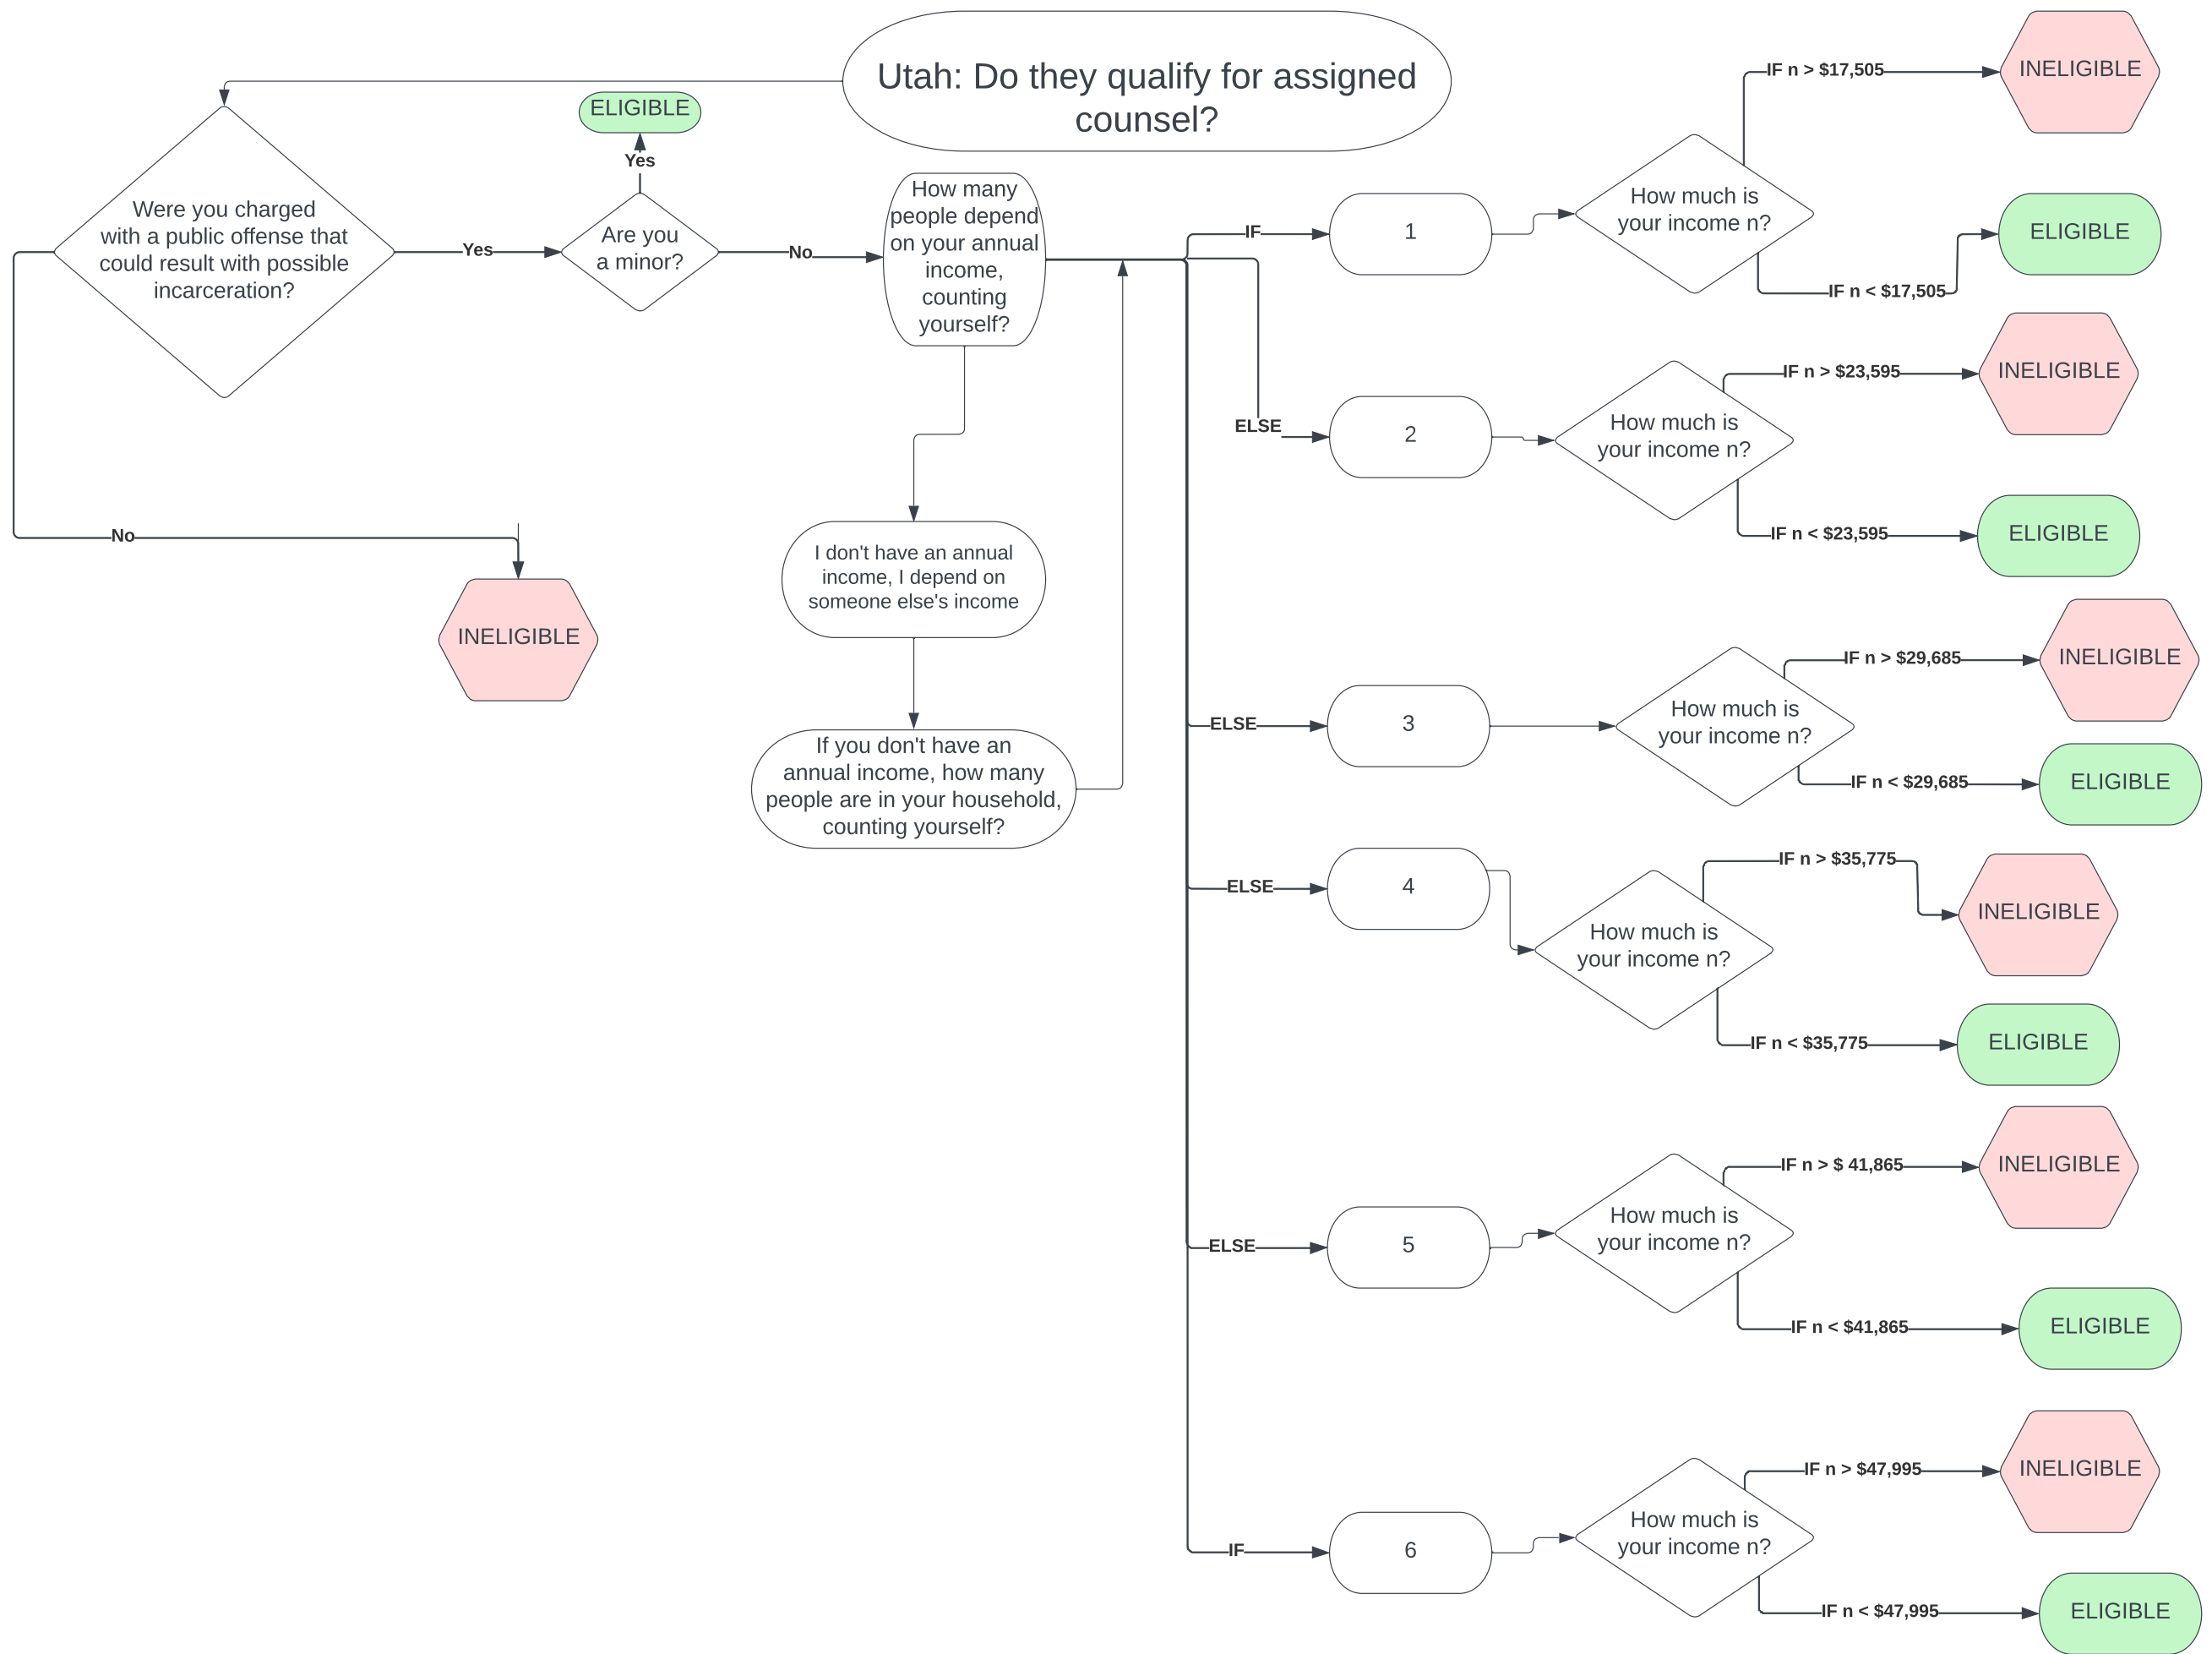 Utah: Do they qualify for assigned
counsel?
Were you charged
with a public offense that
could result with possible
incarceration?
No
INELIGIBLE
Yes
Are you
a minor?
Yes
ELIGIBLE
No
How many
people depend
on your annual
income,
counting
yourself?
I don't have an annual
income, I depend on
someone else's income
If you don't have an
annual income, how many
people are in your household,
counting yourself?
IF
1
How much is
your income n?
IF n > $17,505
INELIGIBLE
IF n < $17,505
ELIGIBLE
ELSE
2
How much is
your income n?
IF n > $23,595
INELIGIBLE
IF n < $23,595
ELIGIBLE
ELSE
3
How much is
your income n?
IF n > $29,685
INELIGIBLE
IF n < $29,685
ELIGIBLE
ELSE
4
How much is
your income n?
IF n > $35,775
INELIGIBLE
IF n < $35,775
ELIGIBLE
ELSE
5
How much is
your income n?
IF n > $ 41,865
INELIGIBLE
IF n < $41,865
ELIGIBLE
IF
6
How much is
your income n?
IF n > $47,995
INELIGIBLE
IF n < $47,995
ELIGIBLE